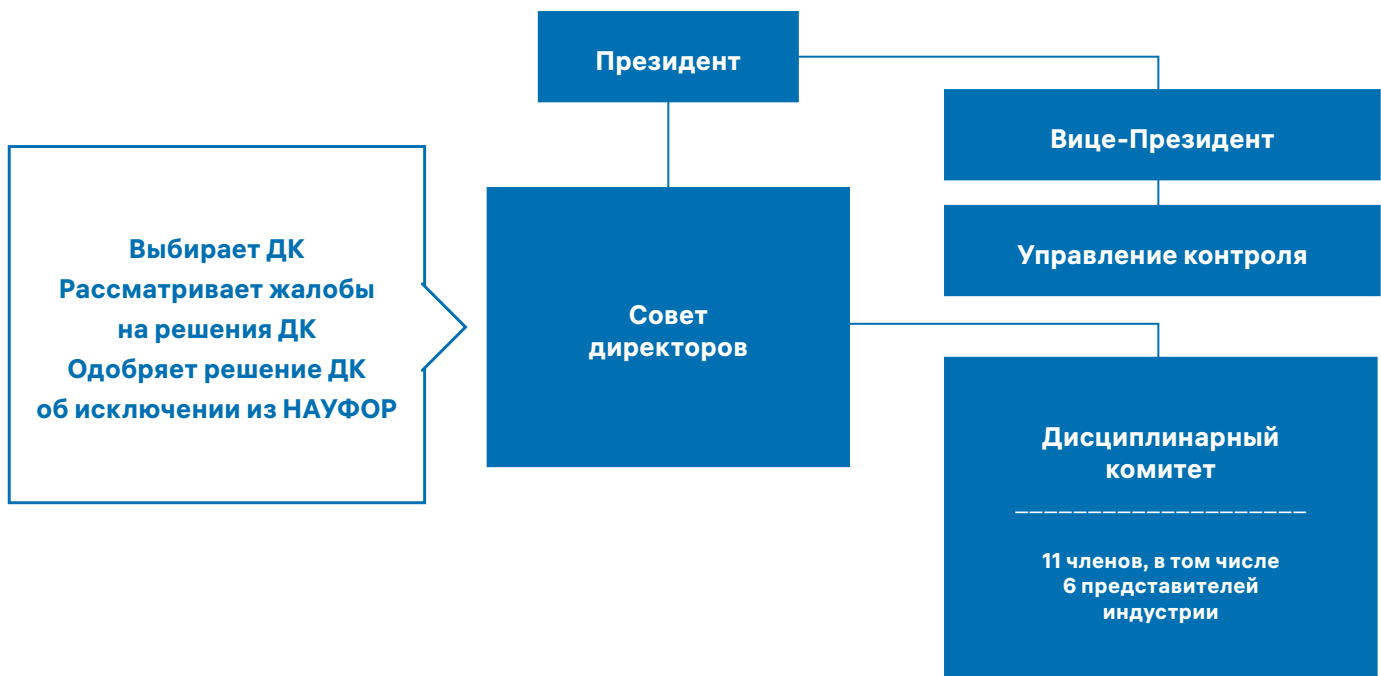 Президент
Вице-Президент
Управление контроля
Выбирает ДК
Рассматривает жалобы
на решения ДК
Одобряет решение ДК
об исключении из НАУФОР
Совет
директоров
Дисциплинарный
комитет
11 членов, в том числе
6 представителей
индустрии